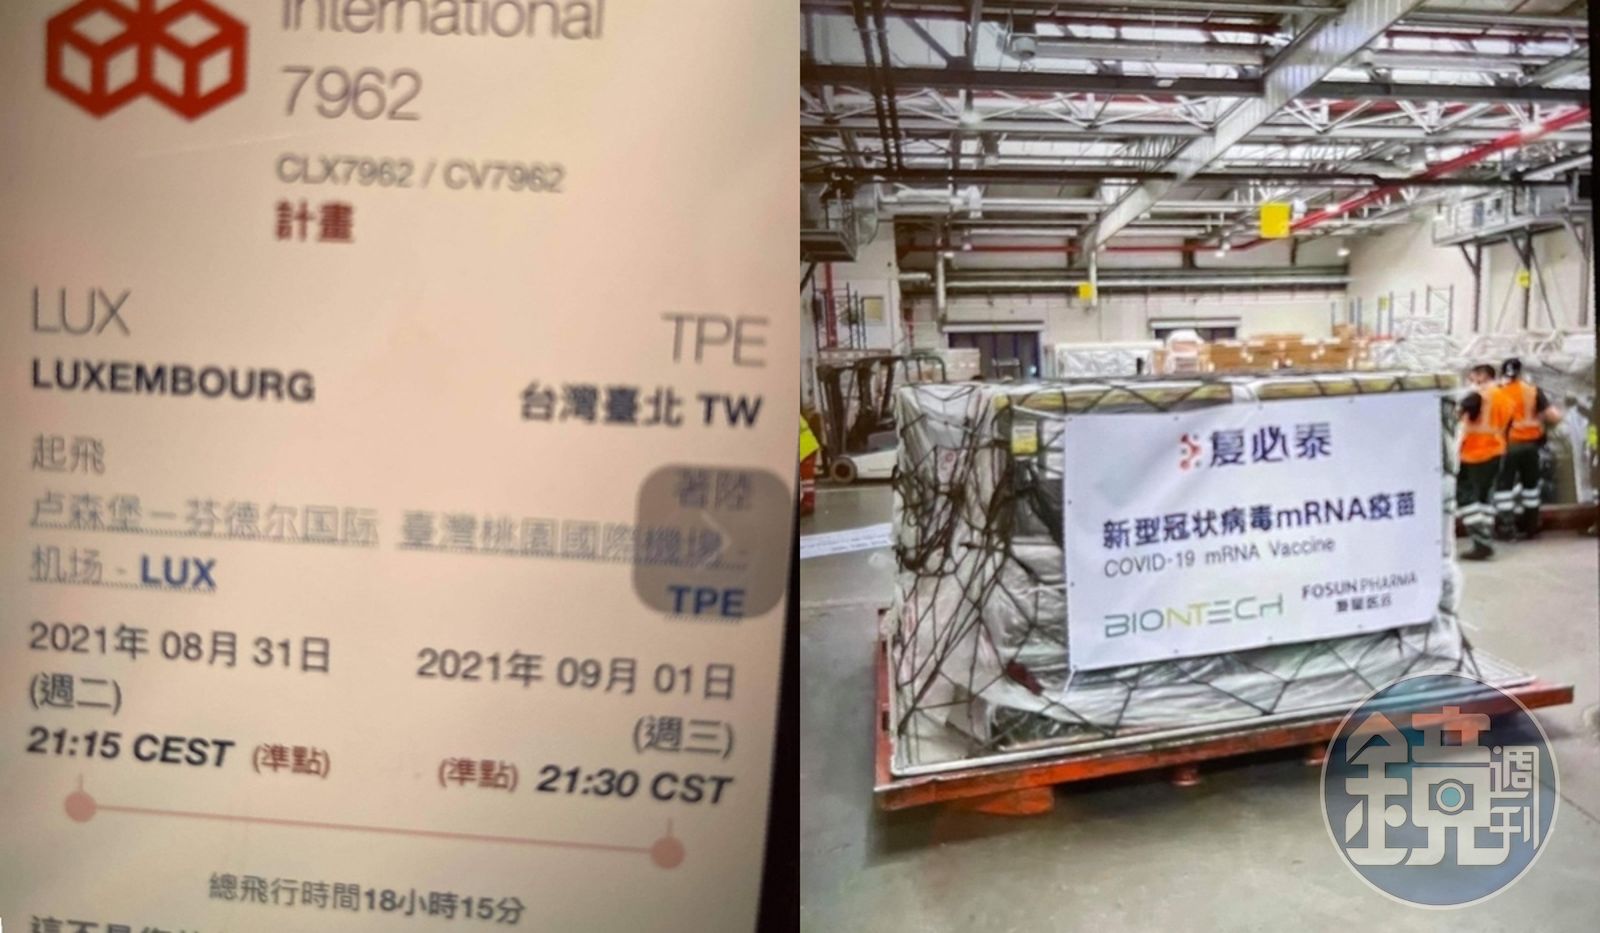 International
7962
CLX7962 / CV7962
計畫
LUX
TPE
LUXEMBOURG
台灣臺北 TW
起飛
著陸
卢森堡－芬德尔国际
机场 - LUX
臺灣桃園國際機場 -
TPE
2021年 08月 31日
(週二)
21:15 CEST (準點)
2021年 09月 01日
(週三)
(準點) 21:30 CST
總飛行時間18小時15分
复必泰
新型冠状病毒mRNA疫苗
COVID-19 mRNA Vaccine
BIONTECH
FOSUN PHARMA
复星医药
鏡週刊